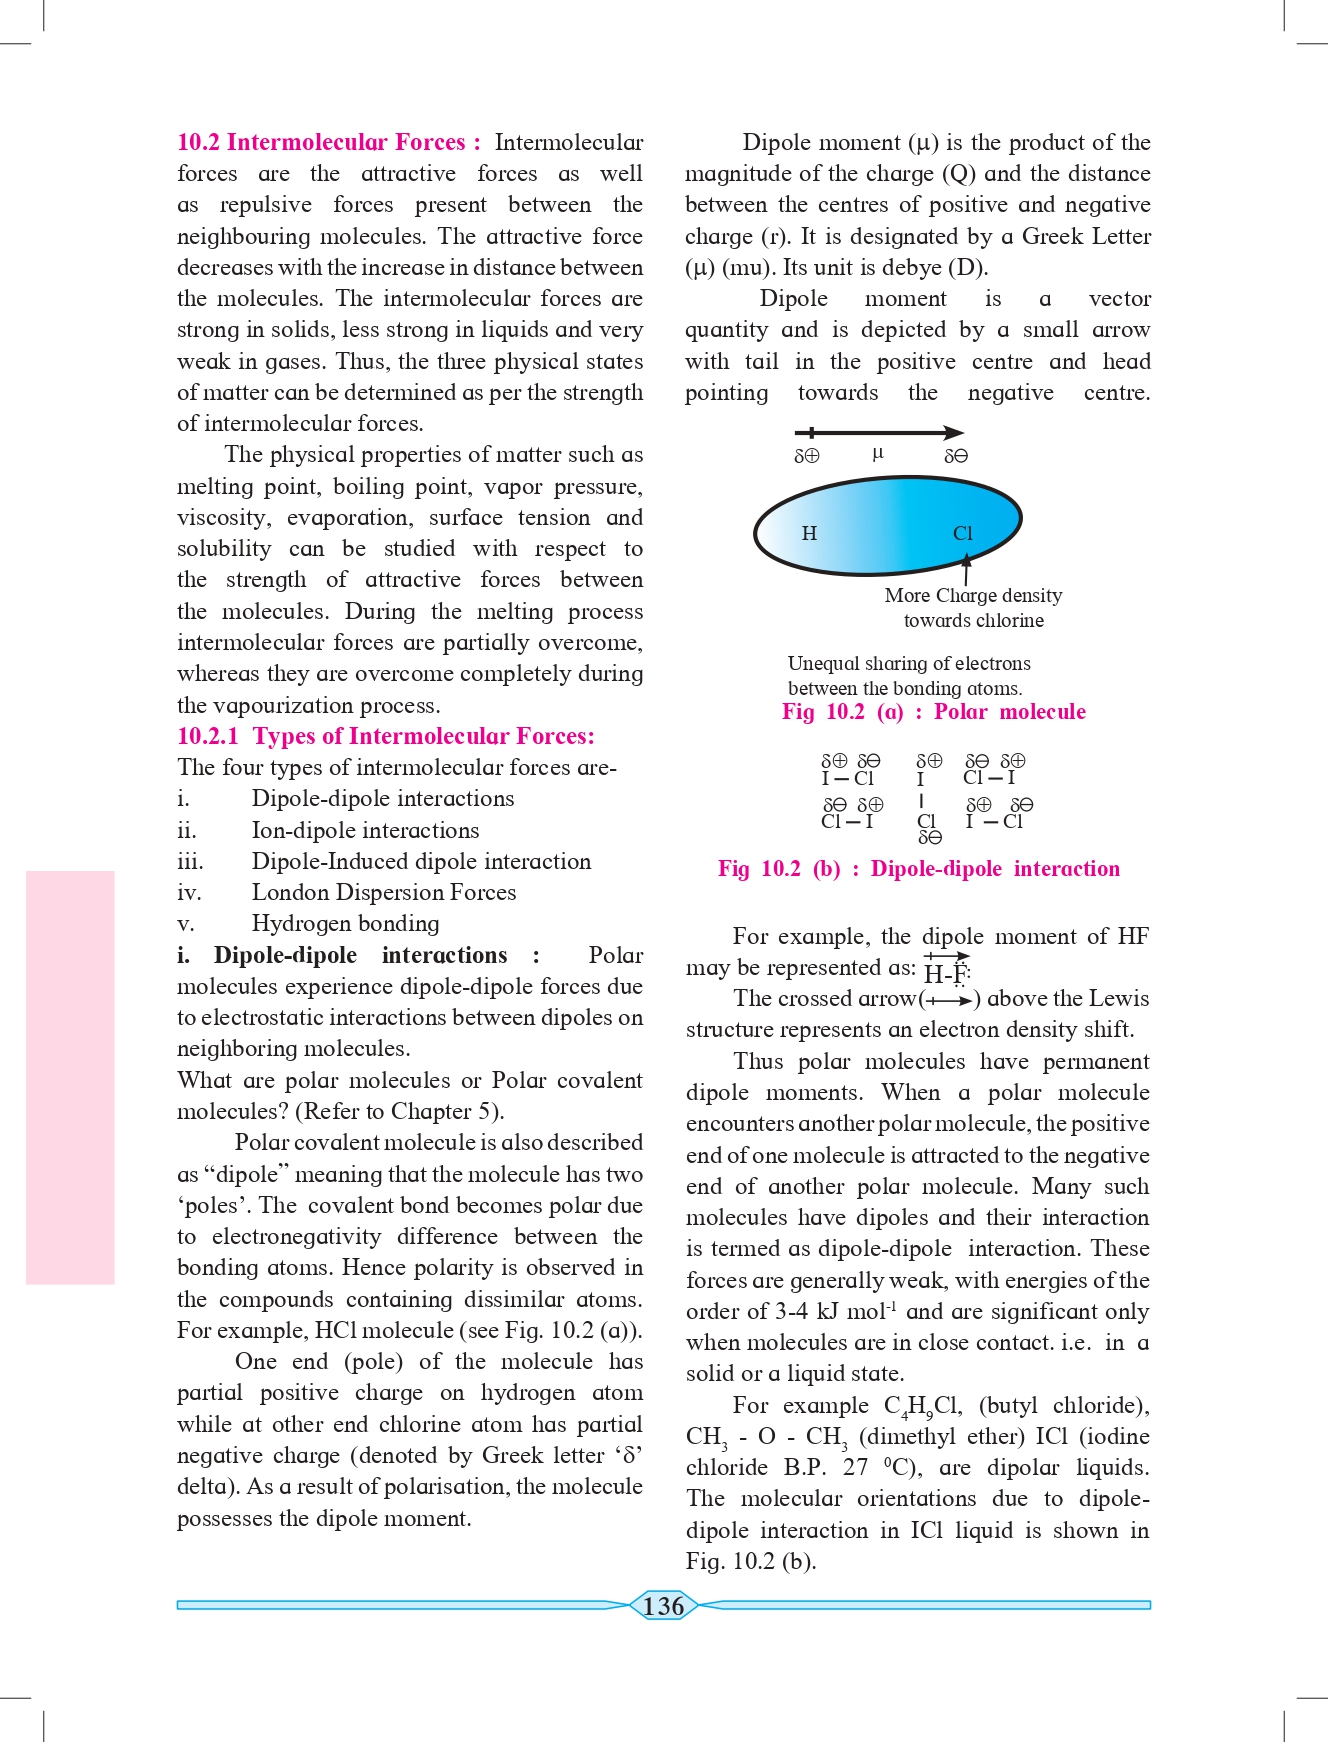 10.2 Intermolecular Forces : Intermolecular
forces are the attractive forces as well
as repulsive forces present between the
neighbouring molecules. The attractive force
decreases with the increase in distance between
the molecules. The intermolecular forces are
strong in solids, less strong in liquids and very
weak in gases. Thus, the three physical states
of matter can be determined as per the strength
of intermolecular forces.
The physical properties of matter such as
melting point, boiling point, vapor pressure,
viscosity, evaporation, surface tension and
solubility can be studied with respect to
the strength of attractive forces between
the molecules. During the melting process
intermolecular forces are partially overcome,
whereas they are overcome completely during
the vapourization process.
10.2.1 Types of Intermolecular Forces:
The four types of intermolecular forces are-
i. Dipole-dipole interactions
ii. Ion-dipole interactions
iii. Dipole-Induced dipole interaction
iv. London Dispersion Forces
v. Hydrogen bonding
i. Dipole-dipole interactions : Polar
molecules experience dipole-dipole forces due
to electrostatic interactions between dipoles on
neighboring molecules.
What are polar molecules or Polar covalent
molecules? (Refer to Chapter 5).
Polar covalent molecule is also described
as “dipole” meaning that the molecule has two
‘poles’. The covalent bond becomes polar due
to electronegativity difference between the
bonding atoms. Hence polarity is observed in
the compounds containing dissimilar atoms.
For example, HCl molecule (see Fig. 10.2 (a)).
One end (pole) of the molecule has
partial positive charge on hydrogen atom
while at other end chlorine atom has partial
negative charge (denoted by Greek letter ‘δ’
delta). As a result of polarisation, the molecule
possesses the dipole moment.
Dipole moment (μ) is the product of the
magnitude of the charge (Q) and the distance
between the centres of positive and negative
charge (r). It is designated by a Greek Letter
(μ) (mu). Its unit is debye (D).
Dipole moment is a vector
quantity and is depicted by a small arrow
with tail in the positive centre and head
pointing towards the negative centre.
δ⊕ μ δ⊖
H Cl
More Charge density
towards chlorine
Unequal sharing of electrons
between the bonding atoms.
Fig 10.2 (a) : Polar molecule
δ⊕ δ⊖ δ⊕ δ⊖ δ⊕
I – Cl I Cl – I
δ⊖ δ⊕ | δ⊕ δ⊖
Cl – I Cl I – Cl
δ⊖
Fig 10.2 (b) : Dipole-dipole interaction
For example, the dipole moment of HF
may be represented as: H-F:
The crossed arrow(+→) above the Lewis
structure represents an electron density shift.
Thus polar molecules have permanent
dipole moments. When a polar molecule
encounters another polar molecule, the positive
end of one molecule is attracted to the negative
end of another polar molecule. Many such
molecules have dipoles and their interaction
is termed as dipole-dipole interaction. These
forces are generally weak, with energies of the
order of 3-4 kJ mol⁻¹ and are significant only
when molecules are in close contact. i.e. in a
solid or a liquid state.
For example C₄H₉Cl, (butyl chloride),
CH₃ - O - CH₃ (dimethyl ether) ICl (iodine
chloride B.P. 27 ⁰C), are dipolar liquids.
The molecular orientations due to dipole-
dipole interaction in ICl liquid is shown in
Fig. 10.2 (b).
136